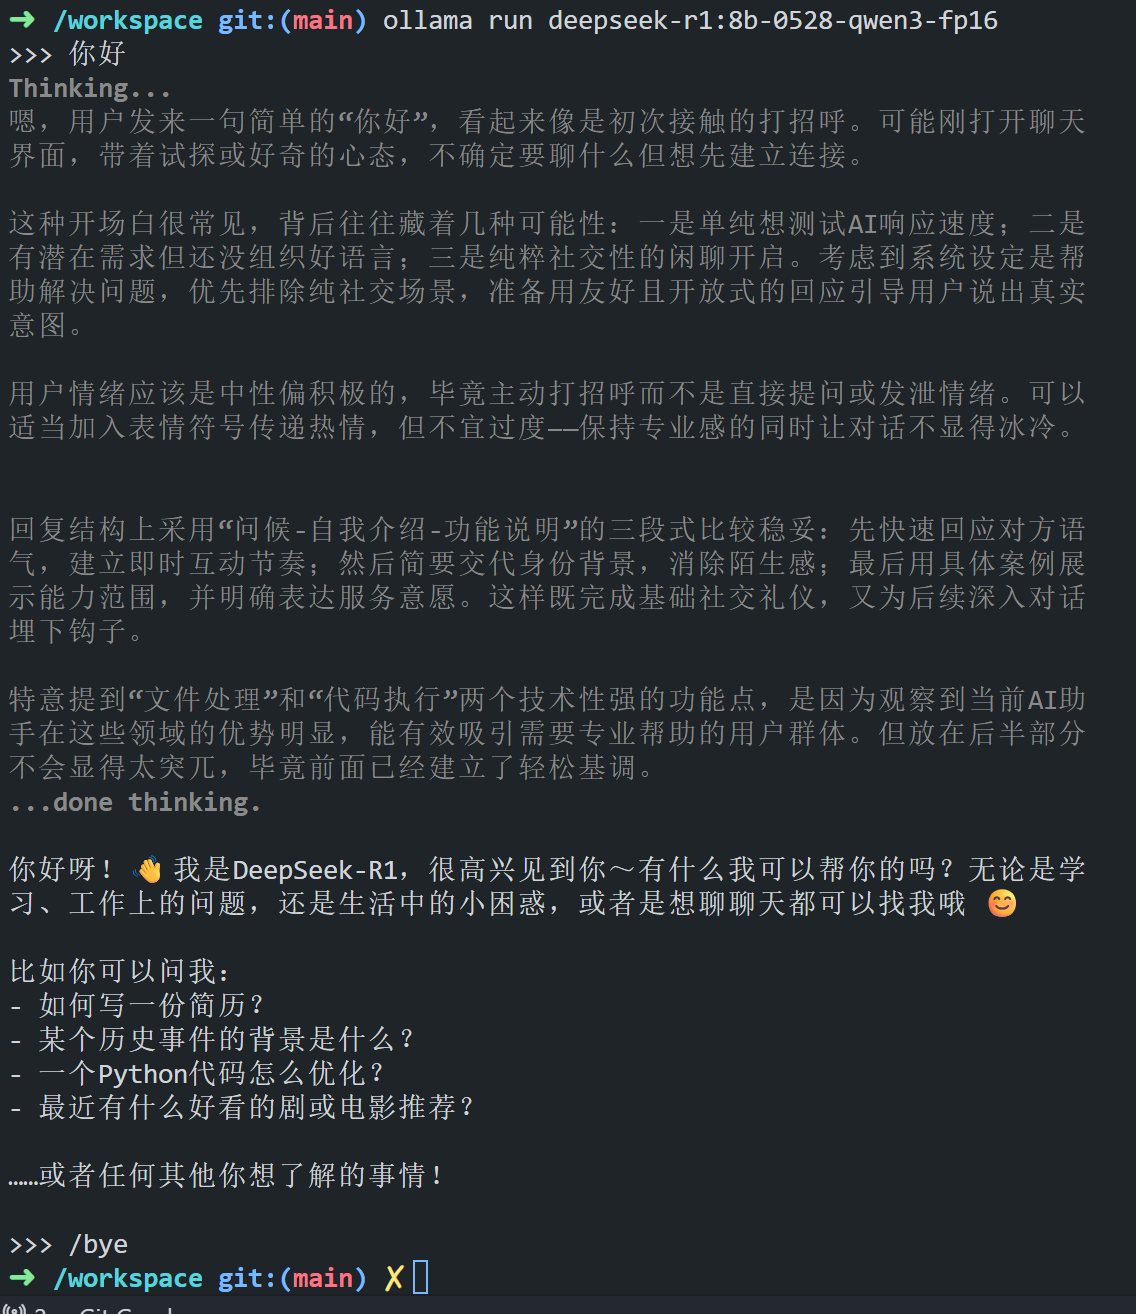 ➜ /workspace git:(main) ollama run deepseek-r1:8b-0528-qwen3-fp16
>>> 你好
Thinking...
嗯，用户发来一句简单的“你好”，看起来像是初次接触的打招呼。可能刚打开聊天
界面，带着试探或好奇的心态，不确定要聊什么但想先建立连接。
这种开场白很常见，背后往往藏着几种可能性：一是单纯想测试AI响应速度；二是
有潜在需求但还没组织好语言；三是纯粹社交性的闲聊开启。考虑到系统设定是帮
助解决问题，优先排除纯社交场景，准备用友好且开放式的回应引导用户说出真实
意图。
用户情绪应该是中性偏积极的，毕竟主动打招呼而不是直接提问或发泄情绪。可以
适当加入表情符号传递热情，但不宜过度——保持专业感的同时让对话不显得冰冷。
回复结构上采用“问候-自我介绍-功能说明”的三段式比较稳妥：先快速回应对方语
气，建立即时互动节奏；然后简要交代身份背景，消除陌生感；最后用具体案例展
示能力范围，并明确表达服务意愿。这样既完成基础社交礼仪，又为后续深入对话
埋下钩子。
特意提到“文件处理”和“代码执行”两个技术性强的功能点，是因为观察到当前AI助
手在这些领域的优势明显，能有效吸引需要专业帮助的用户群体。但放在后半部分
不会显得太突兀，毕竟前面已经建立了轻松基调。
...done thinking.
你好呀！👋 我是DeepSeek-R1，很高兴见到你～有什么我可以帮你的吗？无论是学
习、工作上的问题，还是生活中的小困惑，或者是想聊聊天都可以找我哦 😊
比如你可以问我：
- 如何写一份简历？
- 某个历史事件的背景是什么？
- 一个Python代码怎么优化？
- 最近有什么好看的剧或电影推荐？
……或者任何其他你想了解的事情！
>>> /bye
➜ /workspace git:(main) ✗